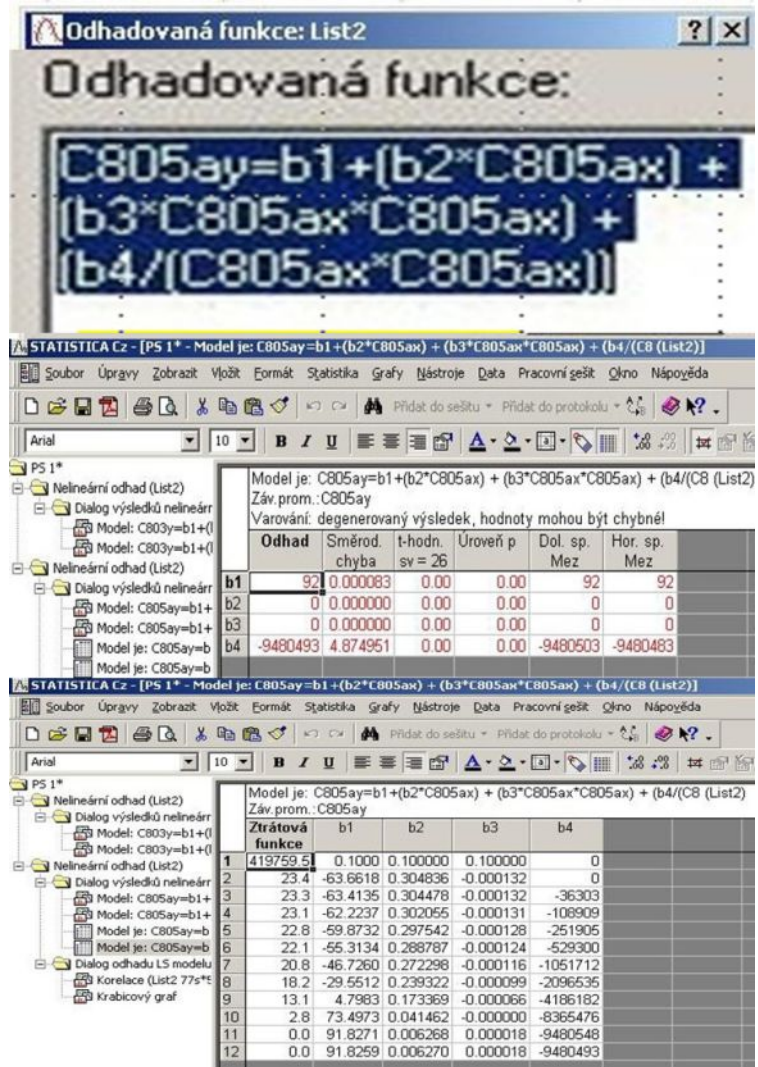 Odhadovaná funkce: List2
Odhadovaná funkce:
C805ay=b1+(b2*C805ax) +
(b3*C805ax*C805ax) +
(b4/(C805ax*C805ax))
STATISTICA Cz - [PS 1* - Model je: C805ay=b1+(b2*C805ax) + (b3*C805ax*C805ax) + (b4/(C8 (List2)]
Soubor Úpravy Zobrazit Vložit Formát Statistika Grafy Nástroje Data Pracovní sešit Okno Nápověda
Přidat do sešitu Přidat do protokolu
Arial 10 B I U
PS 1*
Nelineární odhad (List2)
Dialog výsledků nelineárr
Model: C803y=b1+(l
Model: C803y=b1+(l
Nelineární odhad (List2)
Dialog výsledků nelineárr
Model: C805ay=b1+
Model: C805ay=b1+
Model je: C805ay=b
Model je: C805ay=b
Model je: C805ay=b1+(b2*C805ax) + (b3*C805ax*C805ax) + (b4/(C8 (List2)
Záv.prom.:C805ay
Varování: degenerovaný výsledek, hodnoty mohou být chybné!
Odhad Směrod. chyba t-hodn. sv = 26 Úroveň p Dol. sp. Mez Hor. sp. Mez
b1 92 0.000083 0.00 0.00 92 92
b2 0 0.000000 0.00 0.00 0 0
b3 0 0.000000 0.00 0.00 0 0
b4 -9480493 4.874951 0.00 0.00 -9480503 -9480483
STATISTICA Cz - [PS 1* - Model je: C805ay=b1+(b2*C805ax) + (b3*C805ax*C805ax) + (b4/(C8 (List2)]
Soubor Úpravy Zobrazit Vložit Formát Statistika Grafy Nástroje Data Pracovní sešit Okno Nápověda
Přidat do sešitu Přidat do protokolu
Arial 10 B I U
PS 1*
Nelineární odhad (List2)
Dialog výsledků nelineárr
Model: C803y=b1+(l
Model: C803y=b1+(l
Nelineární odhad (List2)
Dialog výsledků nelineárr
Model: C805ay=b1+
Model: C805ay=b1+
Model je: C805ay=b
Model je: C805ay=b
Dialog odhadu LS modelu
Korelace (List2 77s*
Krabicový graf
Model je: C805ay=b1+(b2*C805ax) + (b3*C805ax*C805ax) + (b4/(C8 (List2)
Záv.prom.:C805ay
Ztrátová funkce b1 b2 b3 b4
1 419759.5 0.1000 0.100000 0.100000 0
2 23.4 -63.6618 0.304836 -0.000132 0
3 23.3 -63.4135 0.304478 -0.000132 -36303
4 23.1 -62.2237 0.302055 -0.000131 -108909
5 22.8 -59.8732 0.297542 -0.000128 -251905
6 22.1 -55.3134 0.288787 -0.000124 -529300
7 20.8 -46.7260 0.272298 -0.000116 -1051712
8 18.2 -29.5512 0.239322 -0.000099 -2096535
9 13.1 4.7983 0.173369 -0.000066 -4186182
10 2.8 73.4973 0.041462 -0.000000 -8365476
11 0.0 91.8271 0.006268 0.000018 -9480548
12 0.0 91.8259 0.006270 0.000018 -9480493